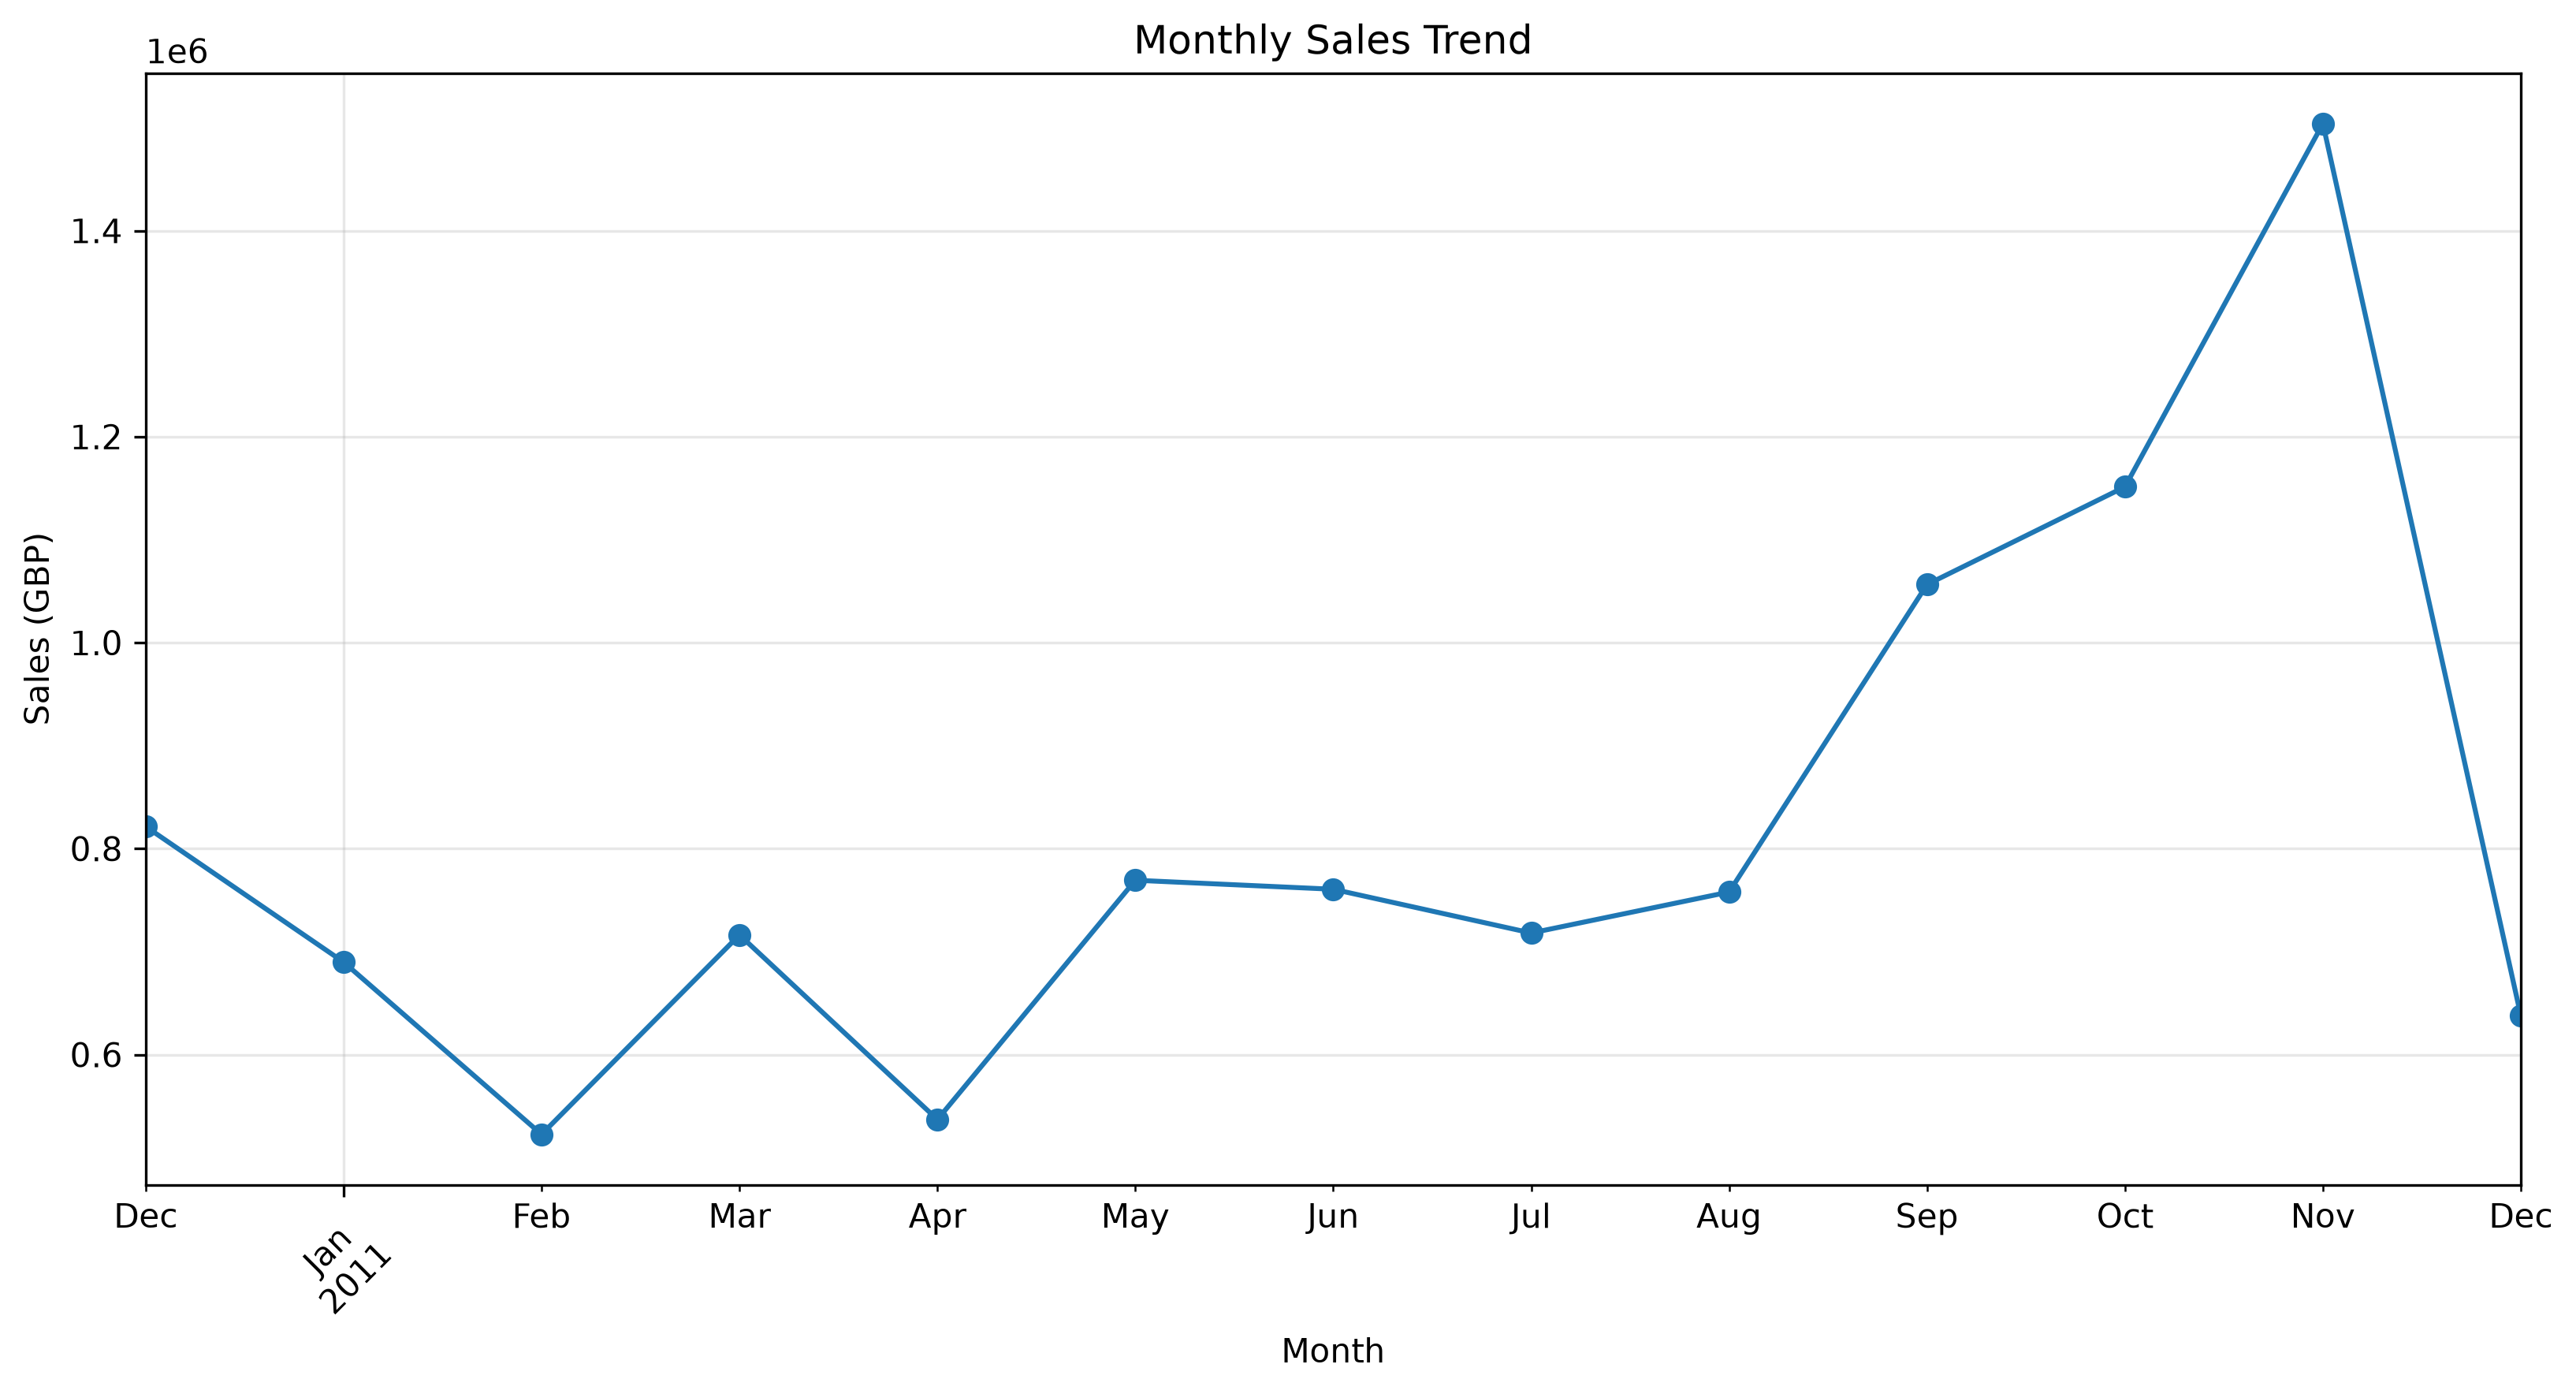 Monthly Sales Trend
1e6
1.4
1.2
1.0
0.8
0.6
Sales (GBP)
Dec
Jan
2011
Feb
Mar
Apr
May
Jun
Jul
Aug
Sep
Oct
Nov
Dec
Month